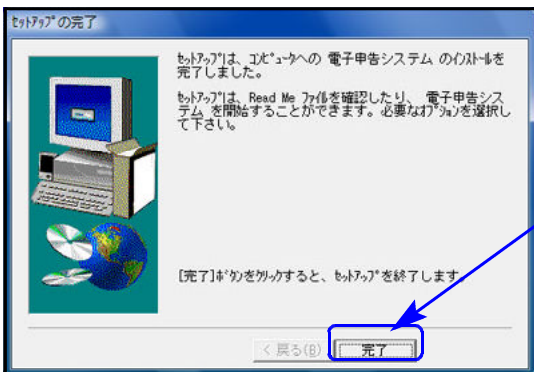 ｾｯﾄｱｯﾌﾟの完了
ｾｯﾄｱｯﾌﾟは、ｺﾝﾋﾟｭｰﾀへの 電子申告システム のｲﾝｽﾄｰﾙを
完了しました。
ｾｯﾄｱｯﾌﾟは、Read Me ﾌｧｲﾙを確認したり、 電子申告シス
テム を開始することができます。必要なｵﾌﾟｼｮﾝを選択し
て下さい。
[完了]ﾎﾞﾀﾝをｸﾘｯｸすると、ｾｯﾄｱｯﾌﾟを終了します。
< 戻る(B)
完了